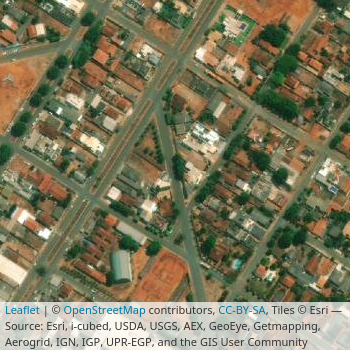 Leaflet | © OpenStreetMap contributors, CC-BY-SA, Tiles © Esri —
Source: Esri, i-cubed, USDA, USGS, AEX, GeoEye, Getmapping,
Aerogrid, IGN, IGP, UPR-EGP, and the GIS User Community